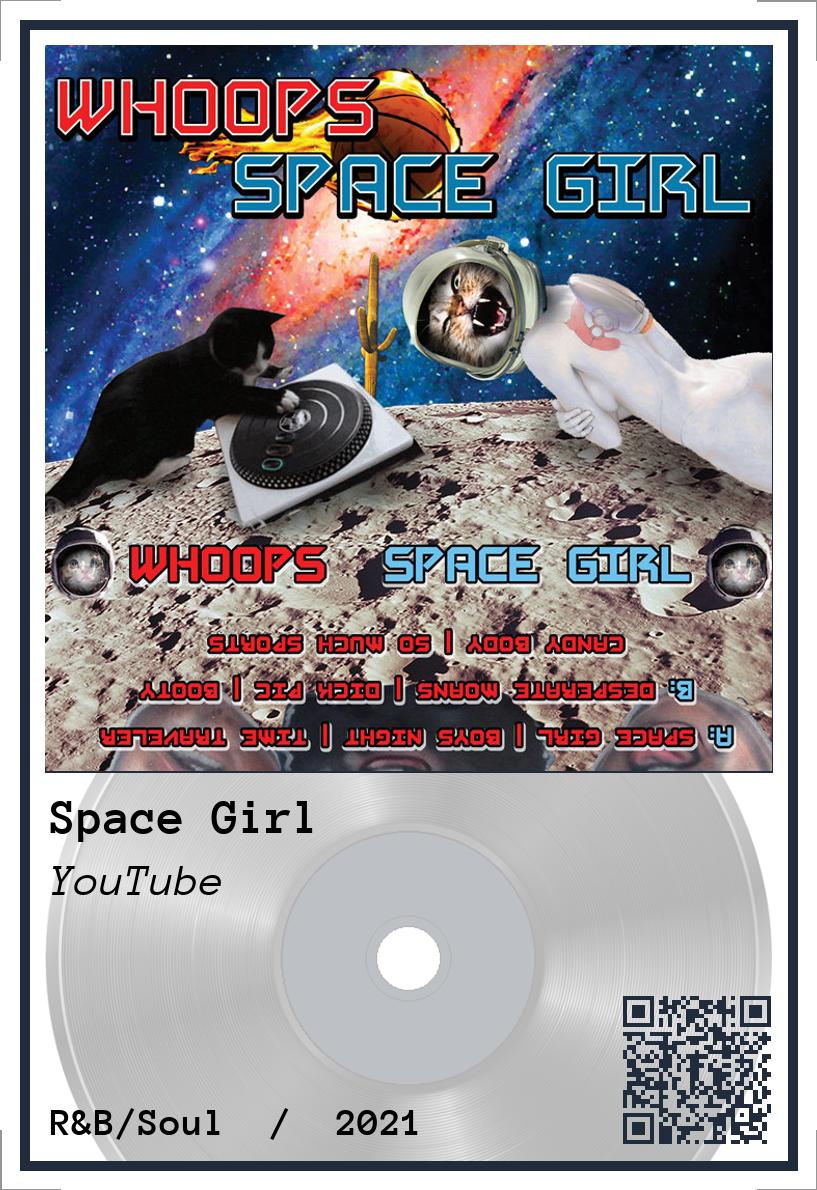 WHOOPS
SPACE GIRL
WHOOPS SPACE GIRL
CANDY BODY | SO MUCH SPORTS
B: DESPERATE MORNS | DICK PIC | BOOTY
A: SPACE GIRL | BOYS NIGHT | TIME TRAVELER
Space Girl
YouTube
R&B/Soul / 2021